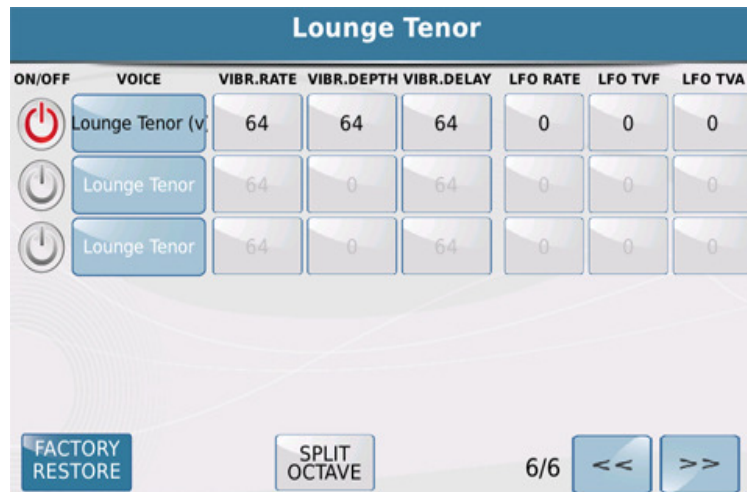 Lounge Tenor
ON/OFF VOICE VIBR.RATE VIBR.DEPTH VIBR.DELAY LFO RATE LFO TVF LFO TVA
Lounge Tenor (v) 64 64 64 0 0 0
Lounge Tenor 64 0 64 0 0 0
Lounge Tenor 64 0 64 0 0 0
FACTORY
RESTORE
SPLIT
OCTAVE
6/6 << >>